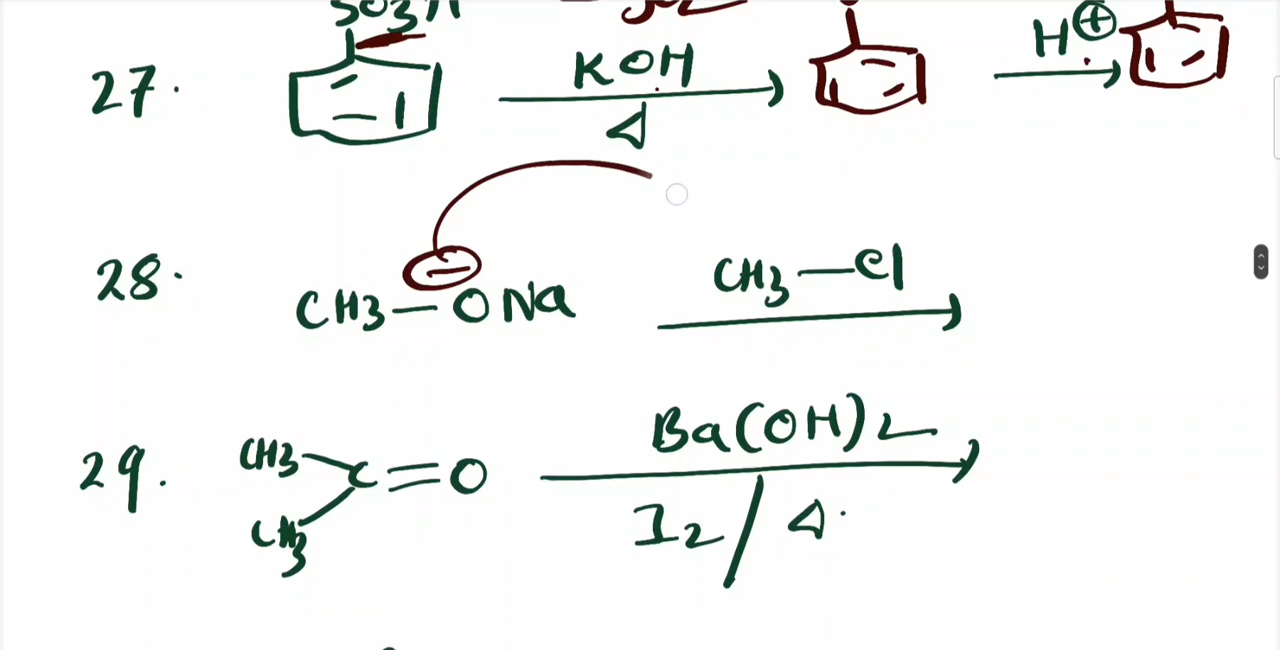 SO3H
27. KOH H⊕
Δ
28. CH3—ONa CH3—Cl
⊖
29. CH3 C=O Ba(OH)2
CH3 I2/Δ